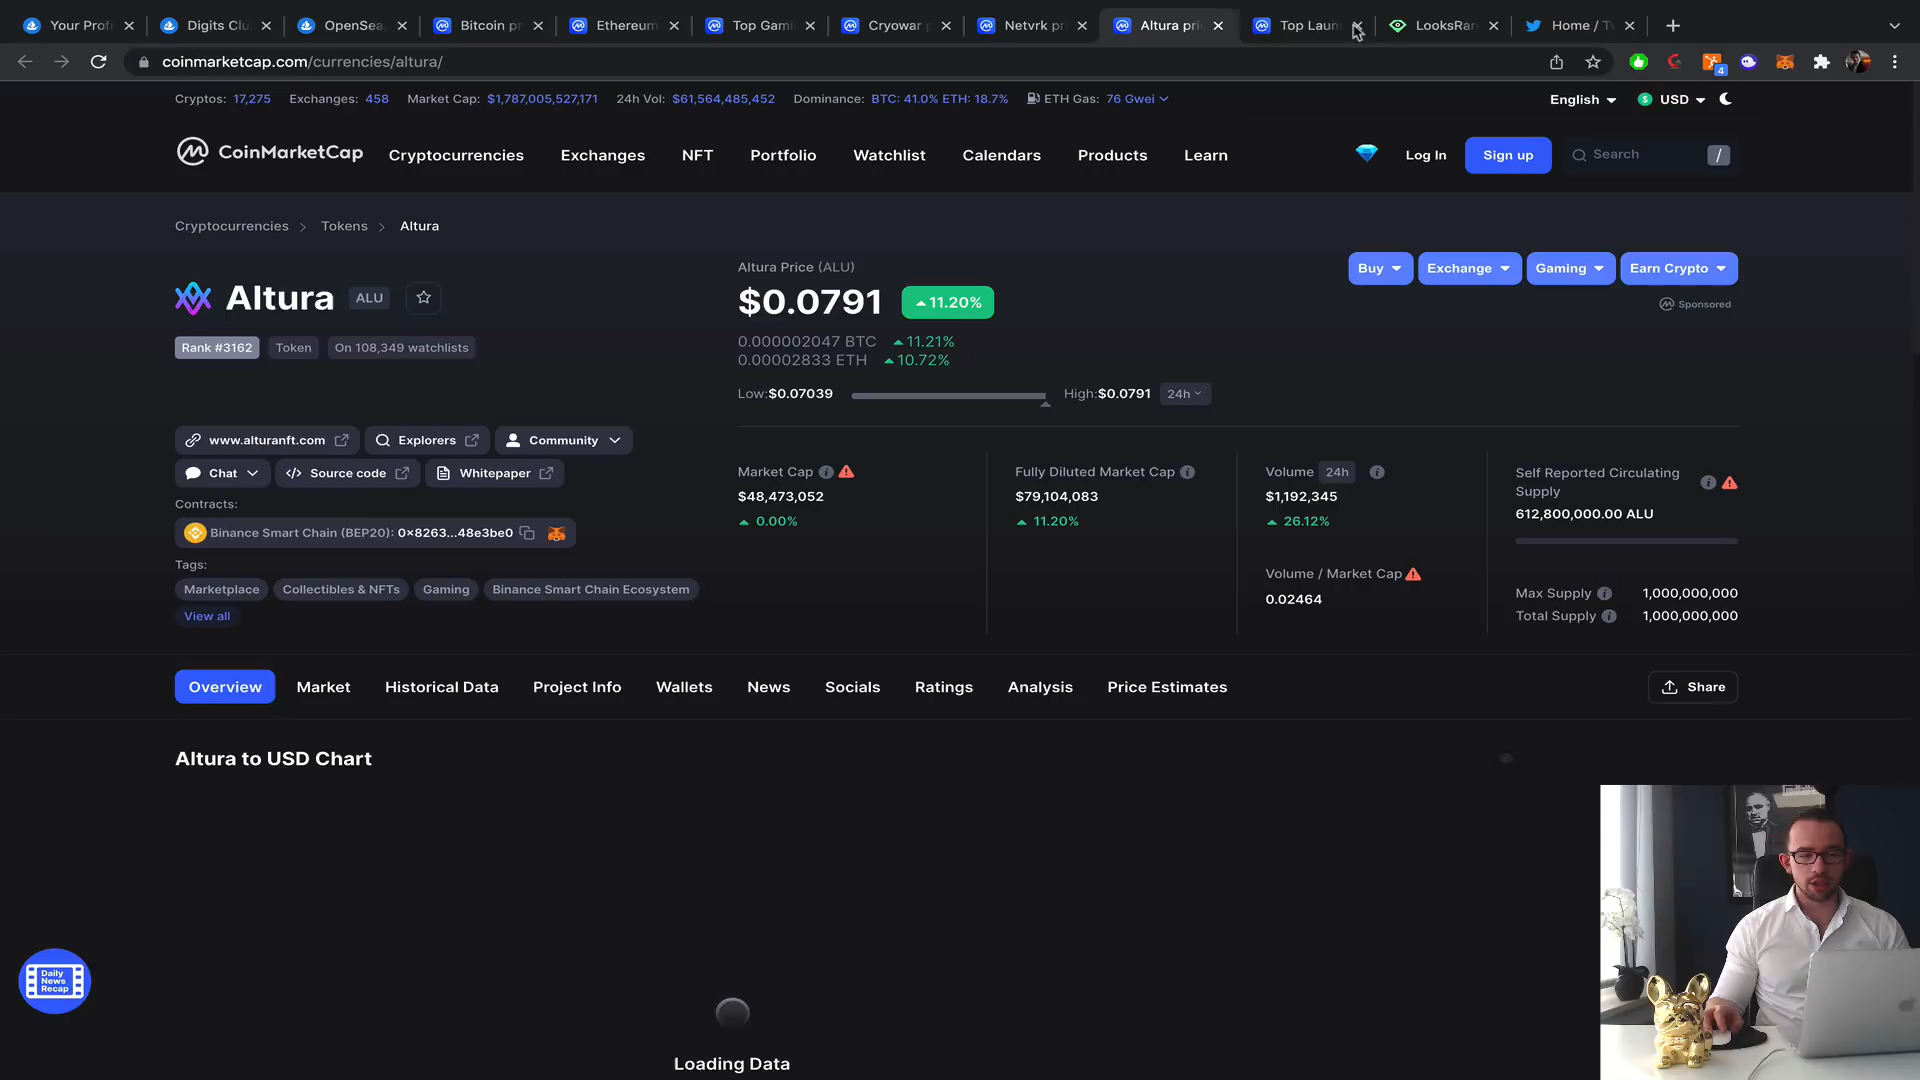 Your Profi
Digits Clu
OpenSea
Bitcoin pr
Ethereum
Top Gami
Cryowar p
Netvrk pr
Altura pri
Top Laun
LooksRar
Home / Tw
coinmarketcap.com/currencies/altura/
4
Cryptos: 17,275 Exchanges: 458 Market Cap: $1,787,005,527,171 24h Vol: $61,564,485,452 Dominance: BTC: 41.0% ETH: 18.7% ETH Gas: 76 Gwei
English
USD
CoinMarketCap
Cryptocurrencies
Exchanges
NFT
Portfolio
Watchlist
Calendars
Products
Learn
Log In
Sign up
Search
/
Cryptocurrencies > Tokens > Altura
Altura ALU
Rank #3162
Token
On 108,349 watchlists
www.alturanft.com
Explorers
Community
Chat
Source code
Whitepaper
Contracts:
Binance Smart Chain (BEP20): 0x8263...48e3be0
Tags:
Marketplace
Collectibles & NFTs
Gaming
Binance Smart Chain Ecosystem
View all
Altura Price (ALU)
$0.0791 11.20%
0.000002047 BTC 11.21%
0.00002833 ETH 10.72%
Low:$0.07039
High:$0.0791
24h
Buy
Exchange
Gaming
Earn Crypto
Sponsored
Market Cap
$48,473,052
0.00%
Fully Diluted Market Cap
$79,104,083
11.20%
Volume 24h
$1,192,345
26.12%
Volume / Market Cap
0.02464
Self Reported Circulating
Supply
612,800,000.00 ALU
Max Supply 1,000,000,000
Total Supply 1,000,000,000
Overview
Market
Historical Data
Project Info
Wallets
News
Socials
Ratings
Analysis
Price Estimates
Share
Altura to USD Chart
Loading Data
Daily
News
Recap